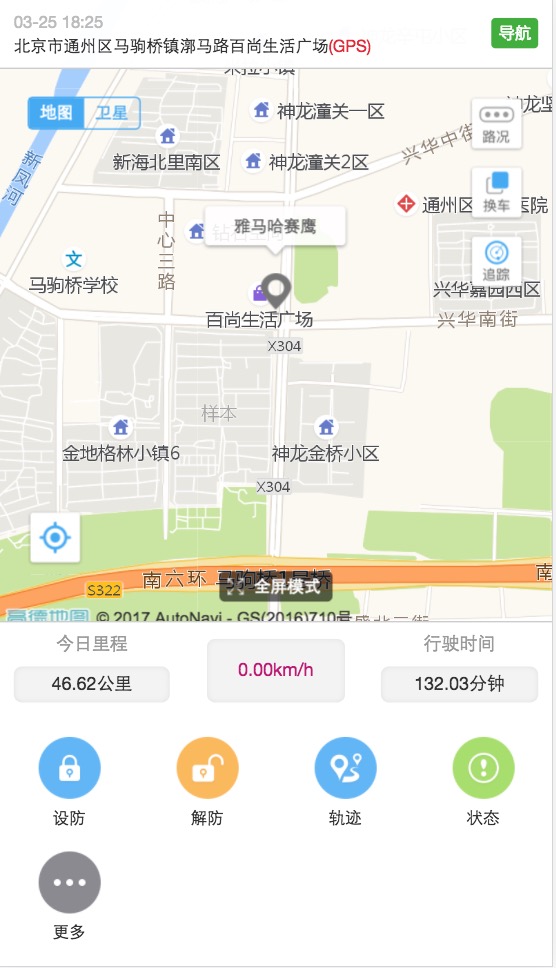 03-25 18:25
北京市通州区马驹桥镇漷马路百尚生活广场(GPS)
导航
地图
卫星
神龙潼关一区
路况
新凤河
新海北里南区
神龙潼关2区
兴华中街
通州区
医院
换车
中心三路
雅马哈赛鹰
马驹桥学校
追踪
兴华嘉园西区
百尚生活广场
兴华南街
X304
样本
金地格林小镇6
神龙金桥小区
X304
南六环
南
S322
全屏模式
高德地图
© 2017 AutoNavi - GS(2016)710号
今日里程
行驶时间
46.62公里
0.00km/h
132.03分钟
设防
解防
轨迹
状态
更多